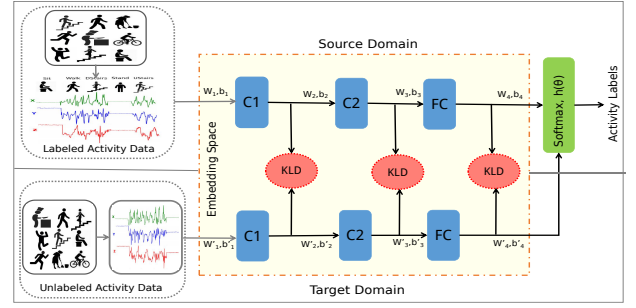 Source Domain
Sit Walk DStairs Stand UStairs
X
Y
Z
Labeled Activity Data
W₁,b₁
C1
W₂,b₂
C2
W₃,b₃
FC
W₄,b₄
Softmax, h(θ)
Activity Labels
Embedding Space
KLD
KLD
KLD
W'₁,b'₁
C1
W'₂,b'₂
C2
W'₃,b'₃
FC
W'₄,b'₄
Unlabeled Activity Data
Target Domain